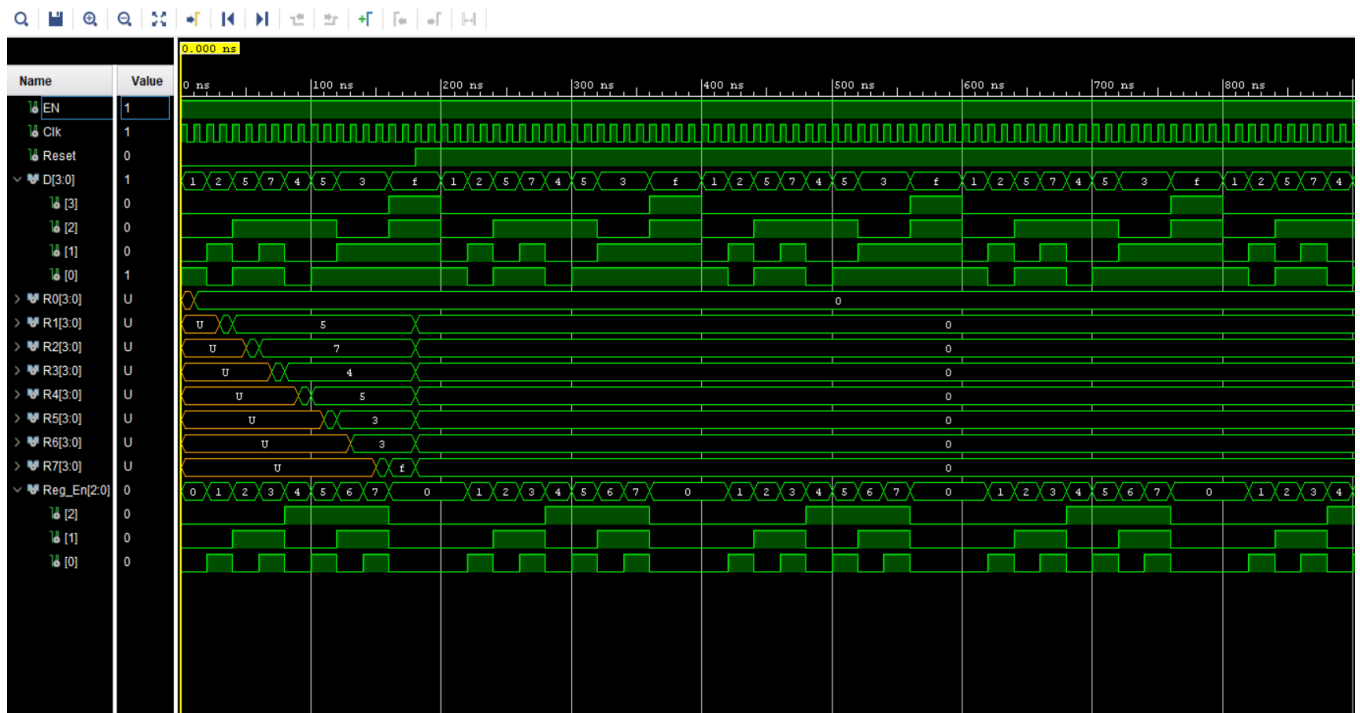 0.000 ns
Name Value 0 ns 100 ns 200 ns 300 ns 400 ns 500 ns 600 ns 700 ns 800 ns
EN 1
Clk 1
Reset 0
D[3:0] 1 1 2 5 7 4 5 3 f 1 2 5 7 4 5 3 f 1 2 5 7 4 5 3 f 1 2 5 7 4 5 3 f 1 2 5 7 4
[3] 0
[2] 0
[1] 0
[0] 1
R0[3:0] U 0
R1[3:0] U U 5 0
R2[3:0] U U 7 0
R3[3:0] U U 4 0
R4[3:0] U U 5 0
R5[3:0] U U 3 0
R6[3:0] U U 3 0
R7[3:0] U U f 0
Reg_En[2:0] 0 0 1 2 3 4 5 6 7 0 1 2 3 4 5 6 7 0 1 2 3 4 5 6 7 0 1 2 3 4 5 6 7 0 1 2 3 4
[2] 0
[1] 0
[0] 0